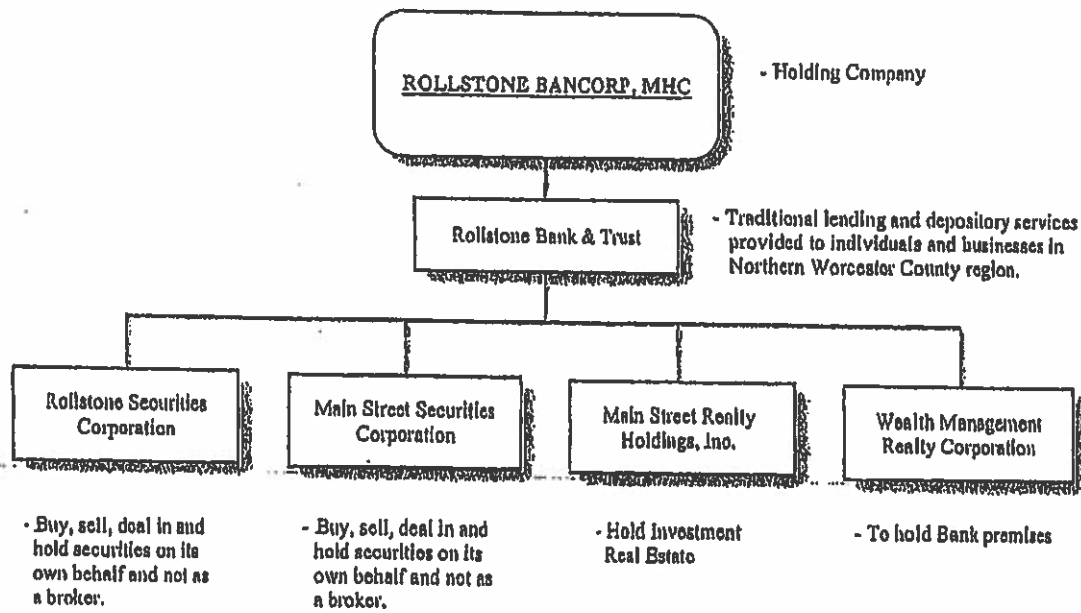 ROLLSTONE BANCORP, MHC
- Holding Company
Rollstone Bank & Trust
- Traditional lending and depository services
provided to individuals and businesses in
Northern Worcester County region.
Rollstone Securities
Corporation
Main Street Securities
Corporation
Main Street Realty
Holdings, Inc.
Wealth Management
Realty Corporation
- Buy, sell, deal in and
hold securities on its
own behalf and not as
a broker.
- Buy, sell, deal in and
hold securities on its
own behalf and not as
a broker.
- Hold Investment
Real Estate
- To hold Bank premises